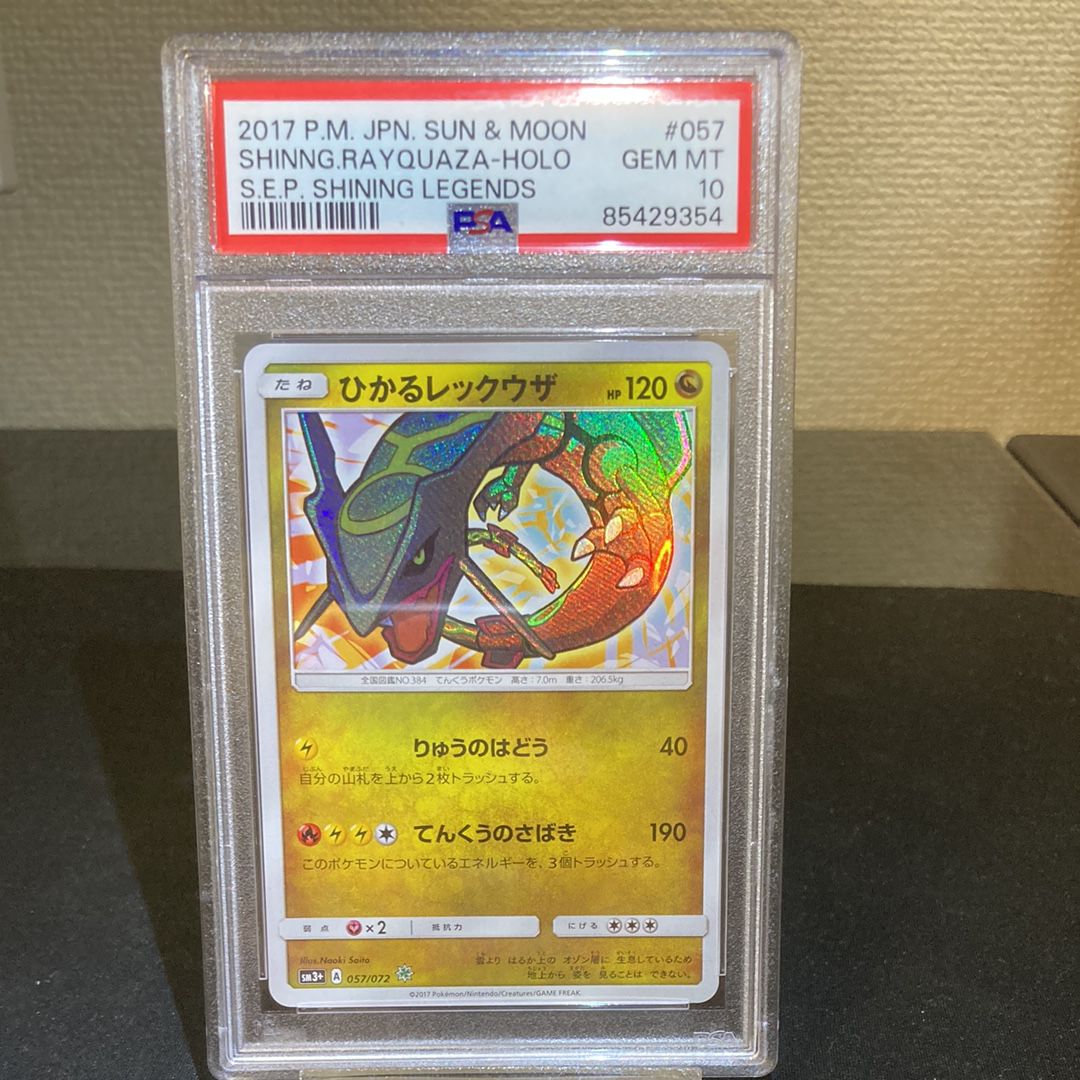 2017 P.M. JPN. SUN & MOON #057
SHINNG.RAYQUAZA-HOLO GEM MT
S.E.P. SHINING LEGENDS 10
PSA 85429354
たね ひかるレックウザ HP 120
全国図鑑NO.384 てんくうポケモン 高さ:7.0m 重さ:206.5kg
りゅうのはどう 40
自分の山札を上から2枚トラッシュする。
てんくうのさばき 190
このポケモンについているエネルギーを、3個トラッシュする。
弱点 ×2 抵抗力 にげる
Illus.Naoki Saito
雲より はるか上の オゾン層に 生息しているため
地上から 姿を 見ることは できない。
SM3+ A 057/072
©2017 Pokémon/Nintendo/Creatures/GAME FREAK.